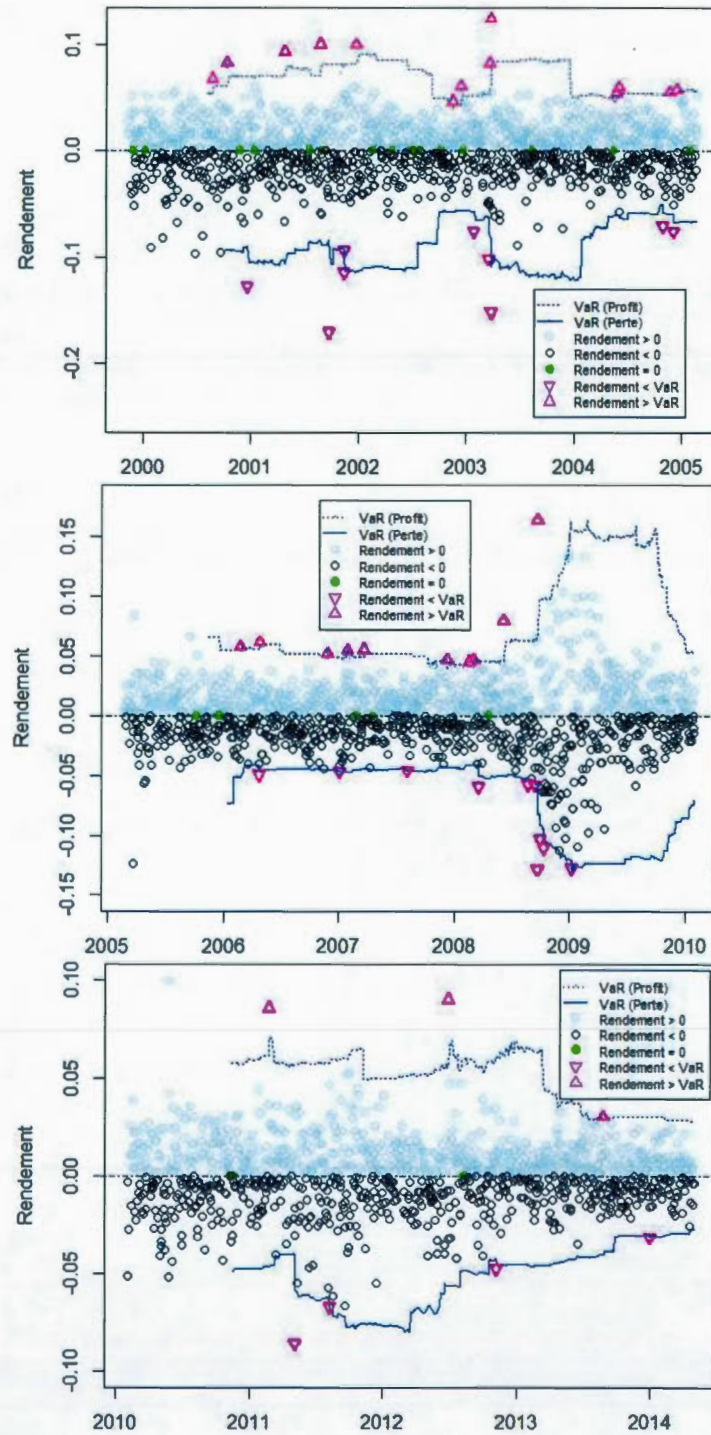 0.1
0.0
-0.1
-0.2
Rendement
VaR (Profit)
VaR (Perte)
Rendement > 0
Rendement < 0
Rendement = 0
Rendement < VaR
Rendement > VaR
2000 2001 2002 2003 2004 2005
0.15
0.10
0.05
0.00
-0.05
-0.10
-0.15
Rendement
VaR (Profit)
VaR (Perte)
Rendement > 0
Rendement < 0
Rendement = 0
Rendement < VaR
Rendement > VaR
2005 2006 2007 2008 2009 2010
0.10
0.05
0.00
-0.05
-0.10
Rendement
VaR (Profit)
VaR (Perte)
Rendement > 0
Rendement < 0
Rendement = 0
Rendement < VaR
Rendement > VaR
2010 2011 2012 2013 2014